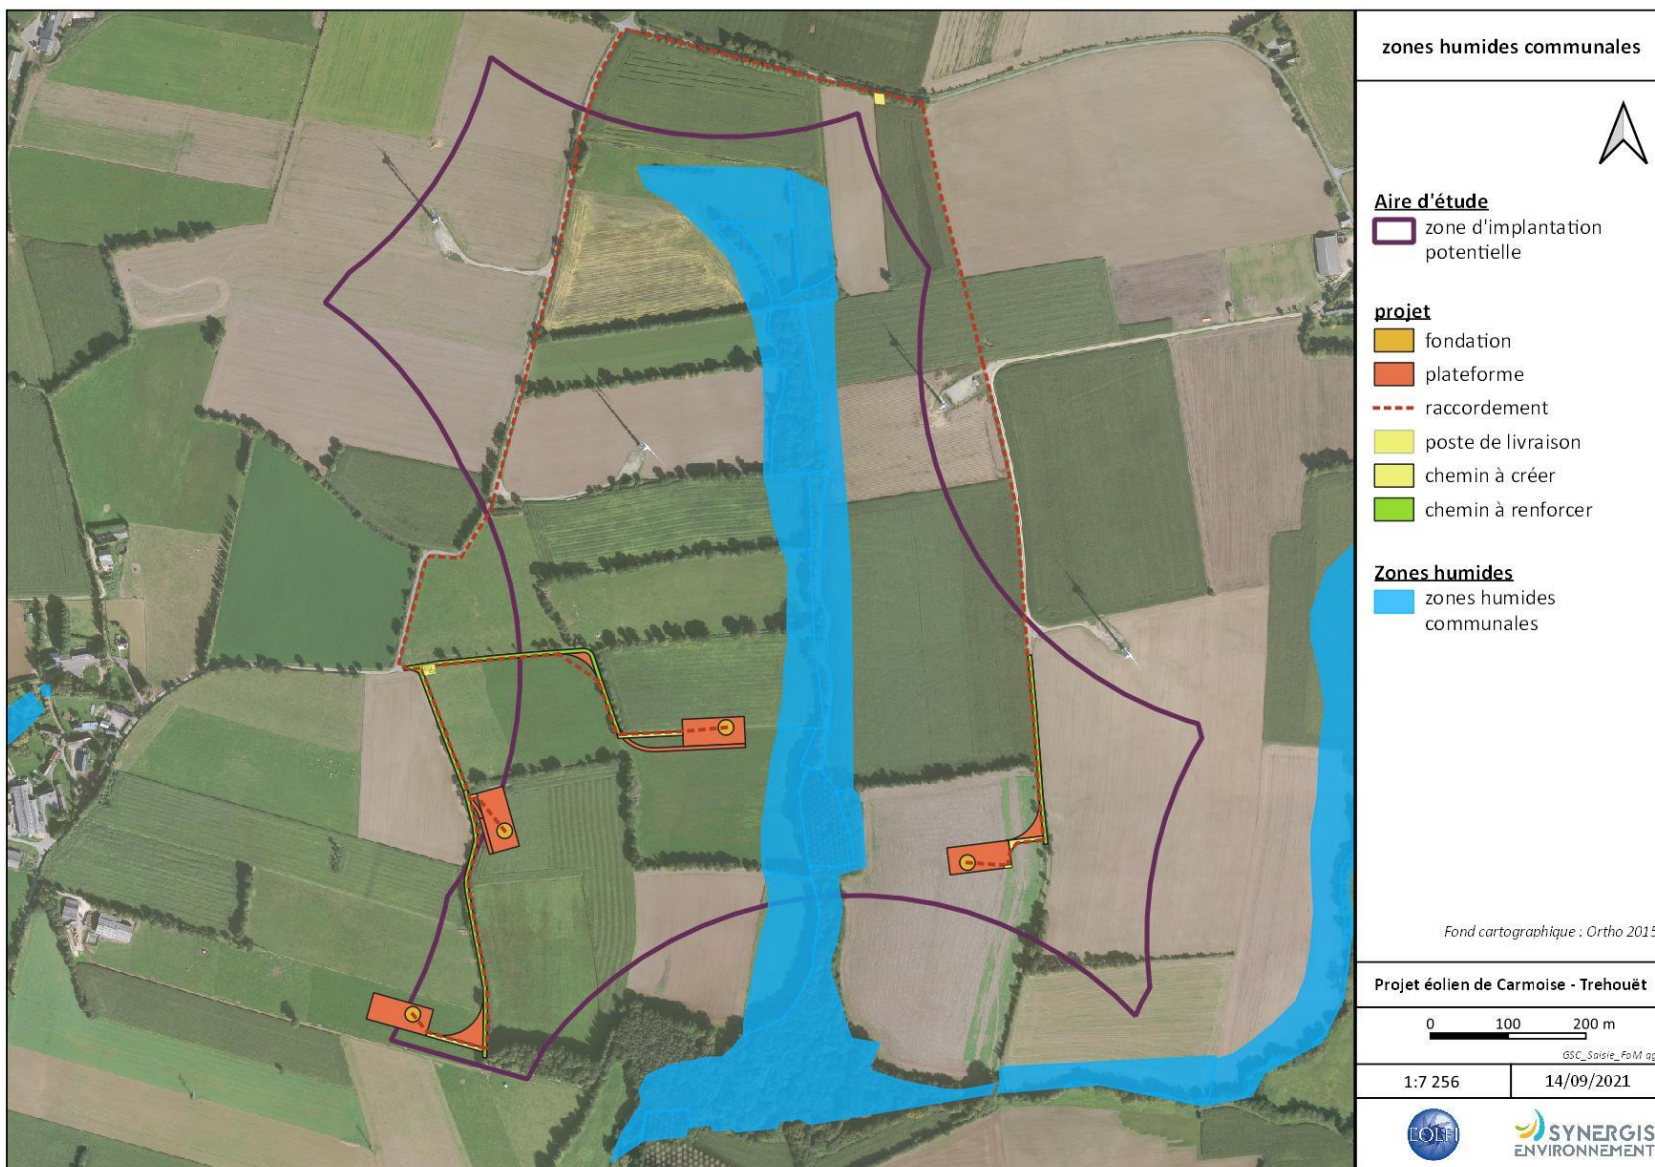 zones humides communales
Aire d'étude
zone d'implantation
potentielle
projet
fondation
plateforme
raccordement
poste de livraison
chemin à créer
chemin à renforcer
Zones humides
zones humides
communales
Fond cartographique : Ortho 2015
Projet éolien de Carmoise - Trehouët
0 100 200 m
GSC_Saisie_FoM qg
1:7 256
14/09/2021
EOLFI
SYNERGIS
ENVIRONNEMENT